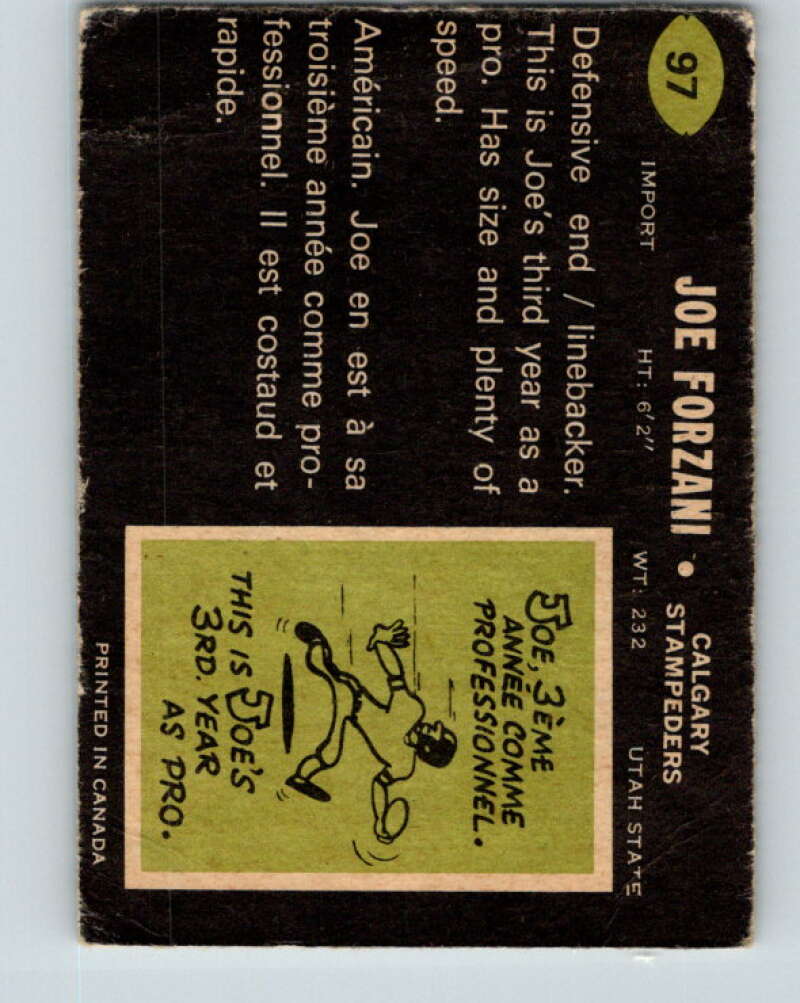 97
JOE FORZANI • CALGARY
STAMPEDERS
IMPORT HT: 6'2" WT: 232 UTAH STATE
Defensive end / linebacker.
This is Joe's third year as a
pro. Has size and plenty of
speed.
Américain. Joe en est à sa
troisième année comme pro-
fessionnel. Il est costaud et
rapide.
JOE, 3ÈME
ANNÉE COMME
PROFESSIONNEL.
THIS IS JOE'S
3RD. YEAR
AS PRO.
PRINTED IN CANADA